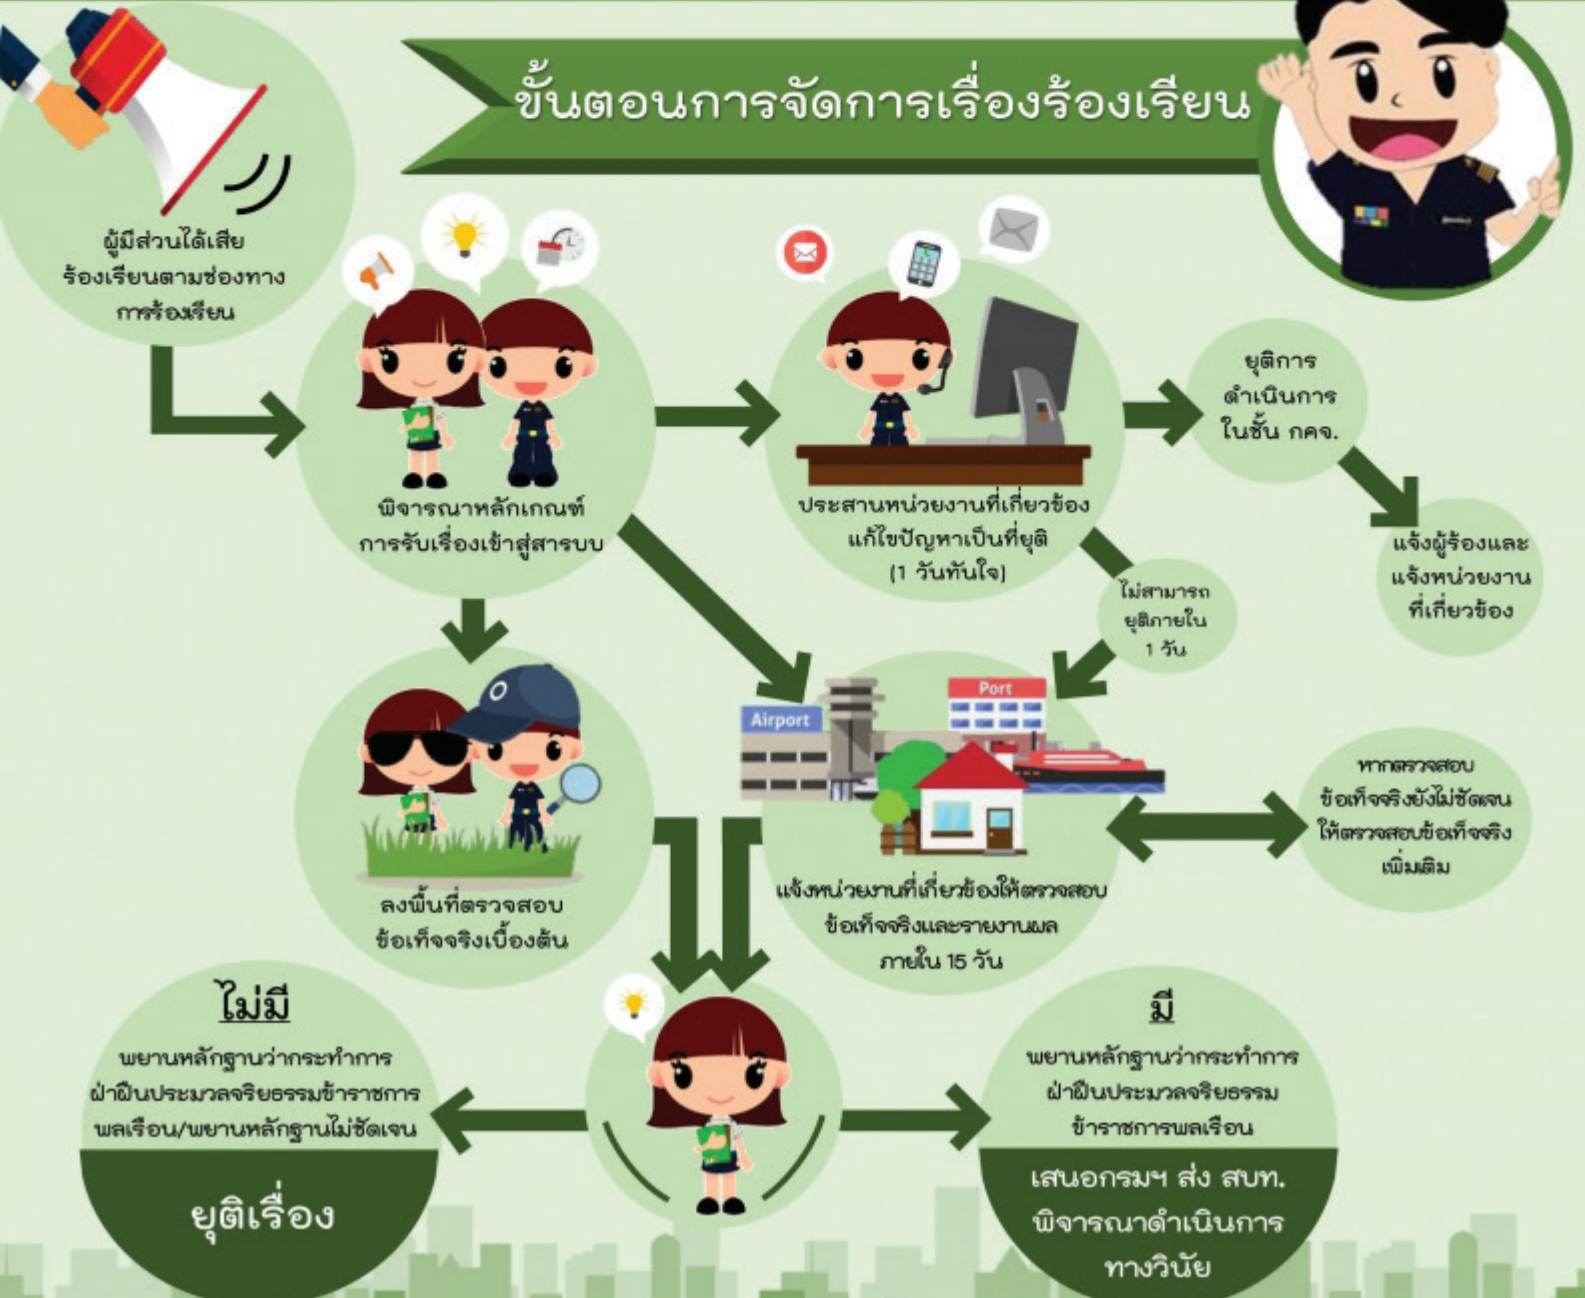 ขั้นตอนการจัดการเรื่องร้องเรียน
ผู้มีส่วนได้เสีย
ร้องเรียนตามช่องทาง
การร้องเรียน
พิจารณาหลักเกณฑ์
การรับเรื่องเข้าสู่สารบบ
ประสานหน่วยงานที่เกี่ยวข้อง
แก้ไขปัญหาเป็นที่ยุติ
(1 วันทันใจ)
ยุติการ
ดำเนินการ
ในชั้น กคจ.
แจ้งผู้ร้องและ
แจ้งหน่วยงาน
ที่เกี่ยวข้อง
ไม่สามารถ
ยุติภายใน
1 วัน
Airport
Port
แจ้งหน่วยงานที่เกี่ยวข้องให้ตรวจสอบ
ข้อเท็จจริงและรายงานผล
ภายใน 15 วัน
หากตรวจสอบ
ข้อเท็จจริงยังไม่ชัดเจน
ให้ตรวจสอบข้อเท็จจริง
เพิ่มเติม
ลงพื้นที่ตรวจสอบ
ข้อเท็จจริงเบื้องต้น
ไม่มี
พยานหลักฐานว่ากระทำการ
ฝ่าฝืนประมวลจริยธรรมข้าราชการ
พลเรือน/พยานหลักฐานไม่ชัดเจน
ยุติเรื่อง
มี
พยานหลักฐานว่ากระทำการ
ฝ่าฝืนประมวลจริยธรรม
ข้าราชการพลเรือน
เสนอกรมฯ ส่ง สบท.
พิจารณาดำเนินการ
ทางวินัย